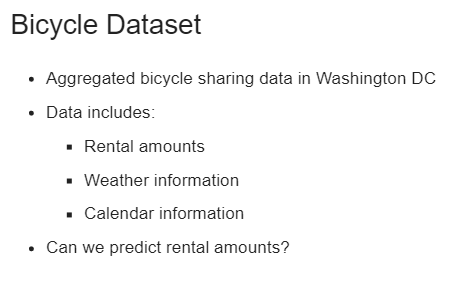 Bicycle Dataset
• Aggregated bicycle sharing data in Washington DC
• Data includes:
▪ Rental amounts
▪ Weather information
▪ Calendar information
• Can we predict rental amounts?